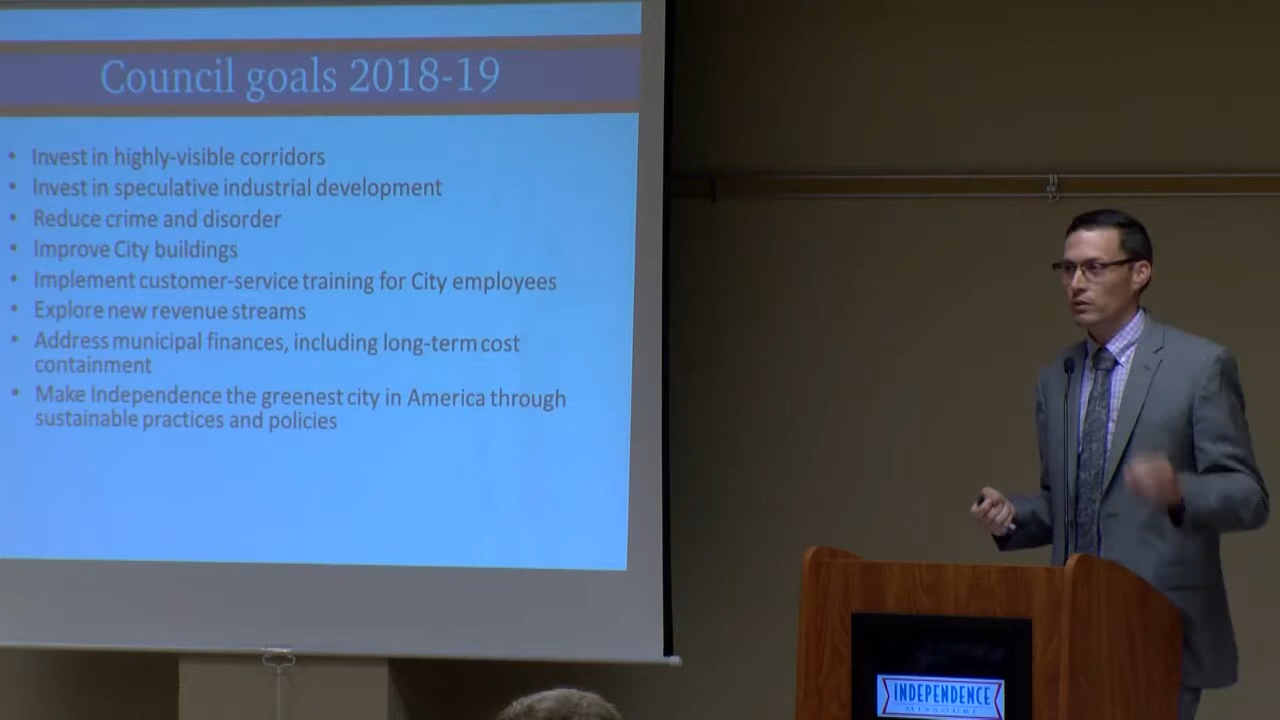 Council goals 2018-19
• Invest in highly-visible corridors
• Invest in speculative industrial development
• Reduce crime and disorder
• Improve City buildings
• Implement customer-service training for City employees
• Explore new revenue streams
• Address municipal finances, including long-term cost
containment
• Make Independence the greenest city in America through
sustainable practices and policies
INDEPENDENCE
MISSOURI